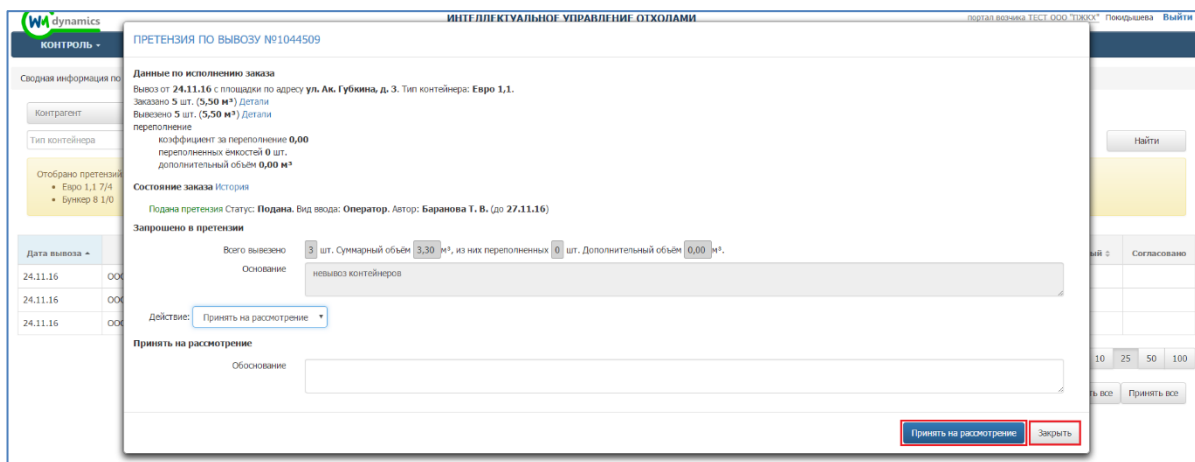 WM dynamics
ИНТЕЛЛЕКТУАЛЬНОЕ УПРАВЛЕНИЕ ОТХОДАМИ
портал возчика ТЕСТ ООО "ПЖКХ" Покидышева Выйти
КОНТРОЛЬ
ПРЕТЕНЗИЯ ПО ВЫВОЗУ №1044509
Сводная информация по
Данные по исполнению заказа
Вывоз от 24.11.16 с площадки по адресу ул. Ак. Губкина, д. 3. Тип контейнера: Евро 1,1.
Заказано 5 шт. (5,50 м³) Детали
Вывезено 5 шт. (5,50 м³) Детали
переполнение
коэффициент за переполнение 0,00
переполненных ёмкостей 0 шт.
дополнительный объём 0,00 м³
Контрагент
Тип контейнера
Найти
Отобрано претензий
• Евро 1,1 7/4
• Бункер 8 1/0
Состояние заказа История
Подана претензия Статус: Подана. Вид ввода: Оператор. Автор: Баранова Т. В. (до 27.11.16)
Запрошено в претензии
Всего вывезено 3 шт. Суммарный объём 3,30 м³, из них переполненных 0 шт. Дополнительный объём 0,00 м³.
Основание невывоз контейнеров
Действие: Принять на рассмотрение
Принять на рассмотрение
Обоснование
Принять на рассмотрение Закрыть
Дата вывоза
ый Согласовано
24.11.16 ООО
24.11.16 ООО
24.11.16 ООО
10 25 50 100
ть все Принять все